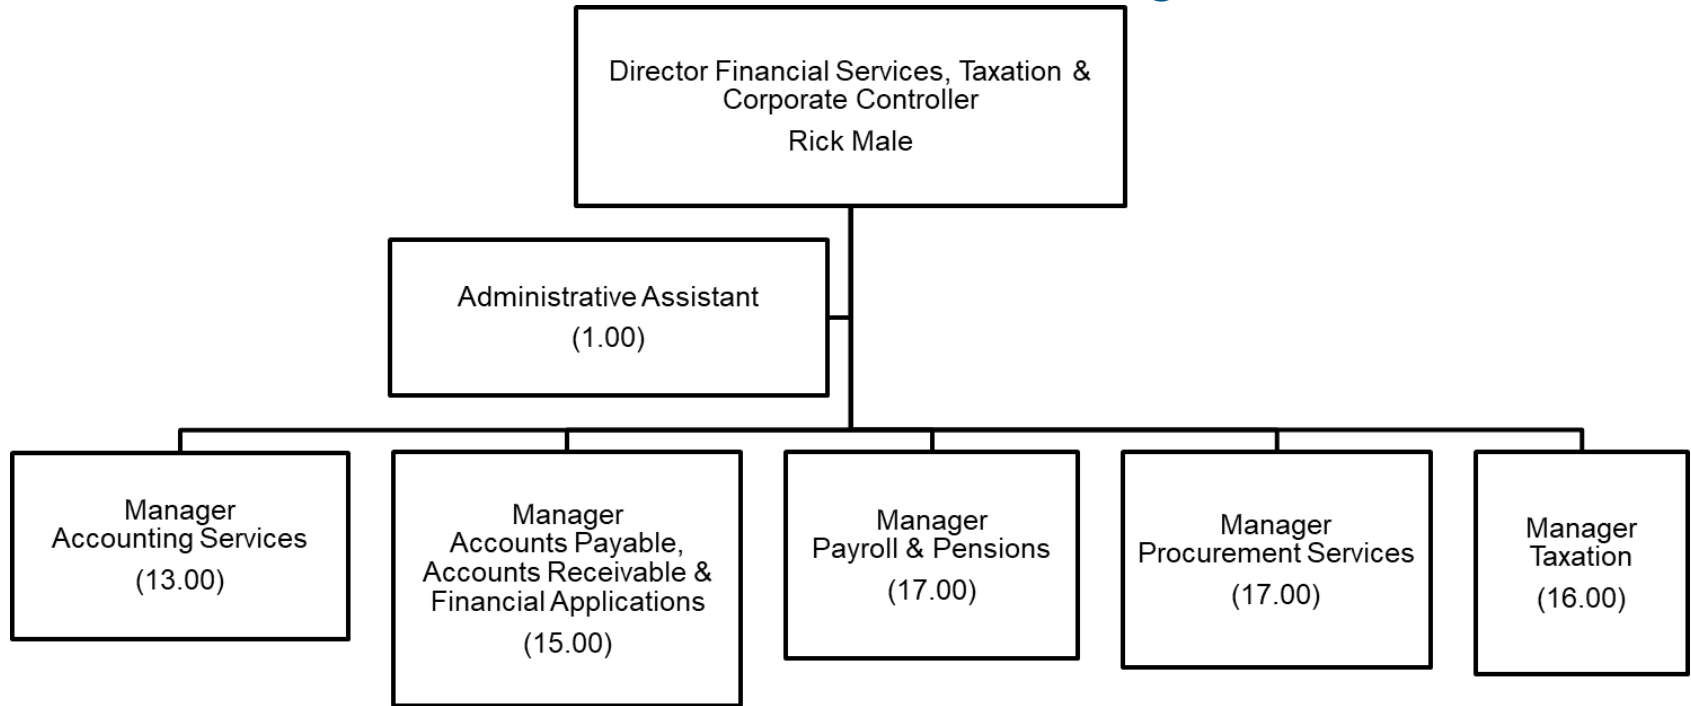 Director Financial Services, Taxation &
Corporate Controller
Rick Male
Administrative Assistant
(1.00)
Manager
Accounting Services
(13.00)
Manager
Accounts Payable,
Accounts Receivable &
Financial Applications
(15.00)
Manager
Payroll & Pensions
(17.00)
Manager
Procurement Services
(17.00)
Manager
Taxation
(16.00)